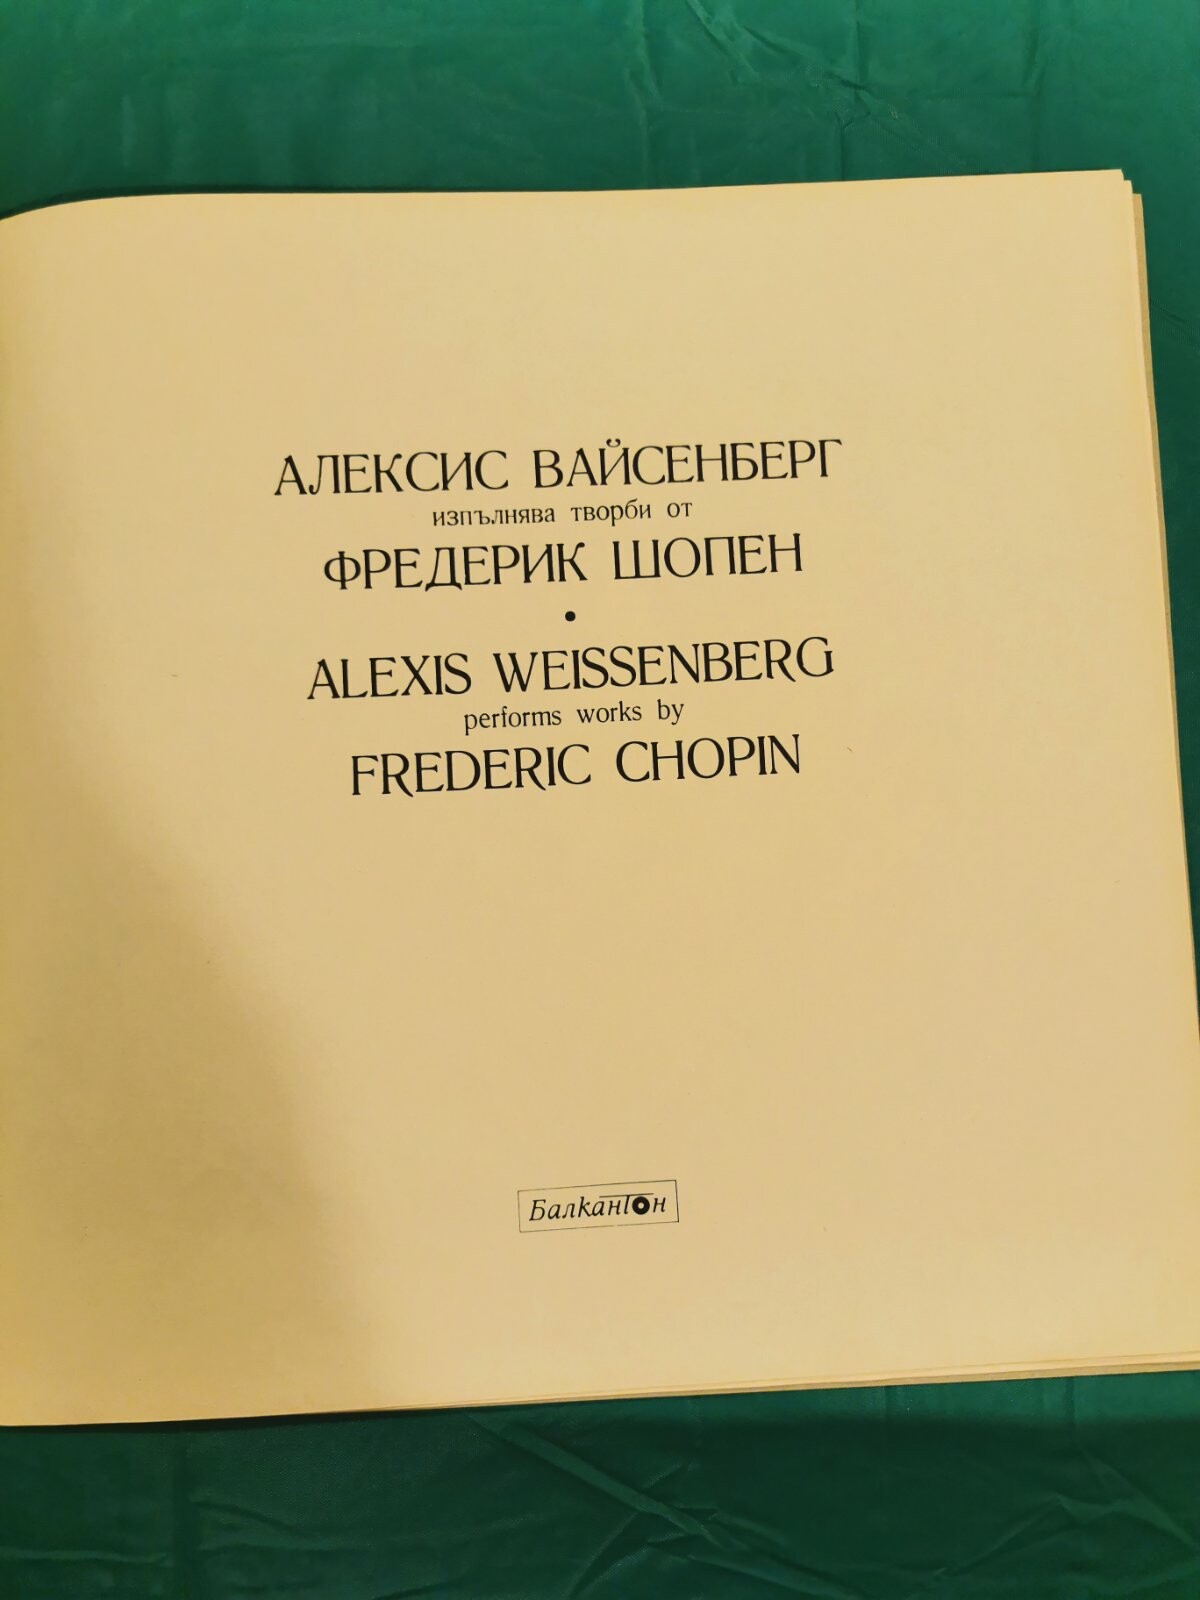 АЛЕКСИС ВАЙСЕНБЕРГ
изпълнява творби от
ФРЕДЕРИК ШОПЕН
•
ALEXIS WEISSENBERG
performs works by
FREDERIC CHOPIN
Балкантон